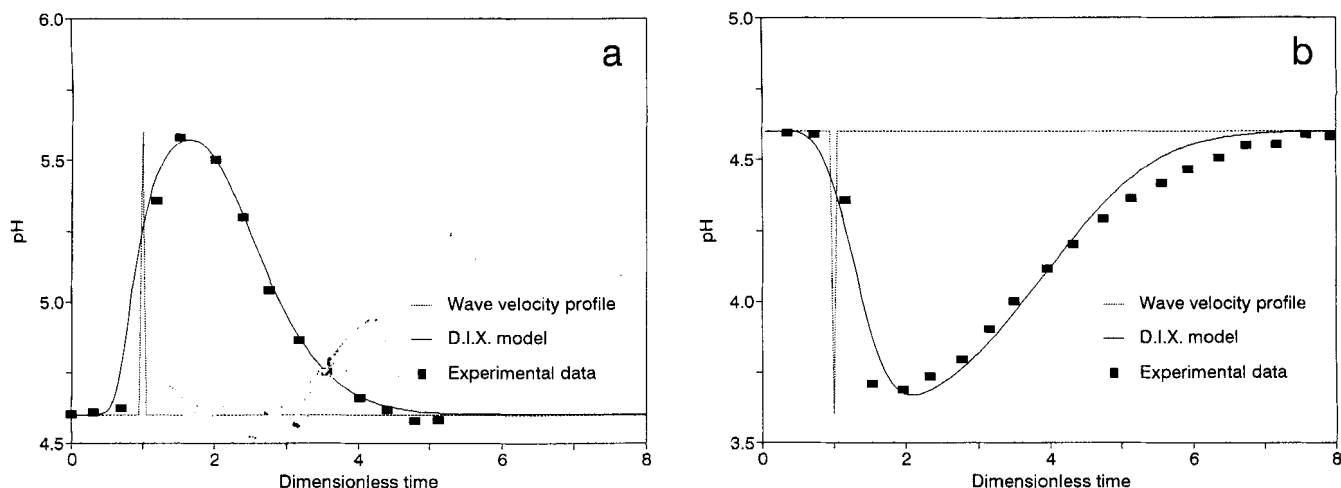 6.0
5.5
5.0
4.5
pH
a
Wave velocity profile
D.I.X. model
Experimental data
0
2
4
6
8
Dimensionless time
5.0
4.5
4.0
3.5
pH
b
Wave velocity profile
D.I.X. model
Experimental data
0
2
4
6
8
Dimensionless time